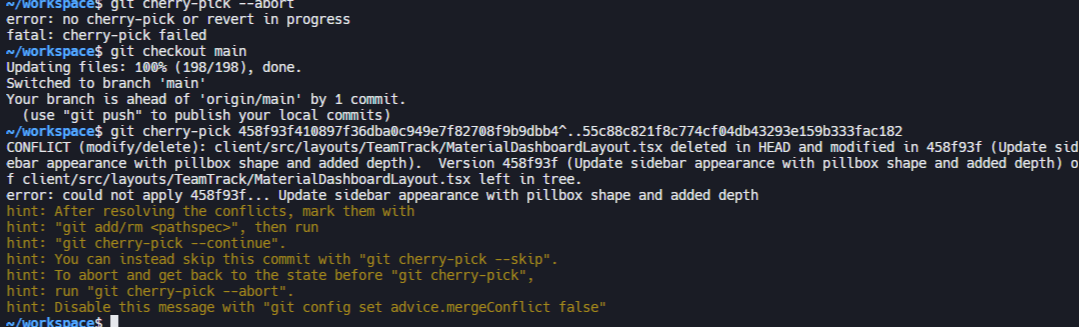 ~/workspace$ git cherry-pick --abort
error: no cherry-pick or revert in progress
fatal: cherry-pick failed
~/workspace$ git checkout main
Updating files: 100% (198/198), done.
Switched to branch 'main'
Your branch is ahead of 'origin/main' by 1 commit.
  (use "git push" to publish your local commits)
~/workspace$ git cherry-pick 458f93f410897f36dba0c949e7f82708f9b9dbb4^..55c88c821f8c774cf04db43293e159b333fac182
CONFLICT (modify/delete): client/src/layouts/TeamTrack/MaterialDashboardLayout.tsx deleted in HEAD and modified in 458f93f (Update sid
ebar appearance with pillbox shape and added depth).  Version 458f93f (Update sidebar appearance with pillbox shape and added depth) o
f client/src/layouts/TeamTrack/MaterialDashboardLayout.tsx left in tree.
error: could not apply 458f93f... Update sidebar appearance with pillbox shape and added depth
hint: After resolving the conflicts, mark them with
hint: "git add/rm <pathspec>", then run
hint: "git cherry-pick --continue".
hint: You can instead skip this commit with "git cherry-pick --skip".
hint: To abort and get back to the state before "git cherry-pick",
hint: run "git cherry-pick --abort".
hint: Disable this message with "git config set advice.mergeConflict false"
~/workspace$